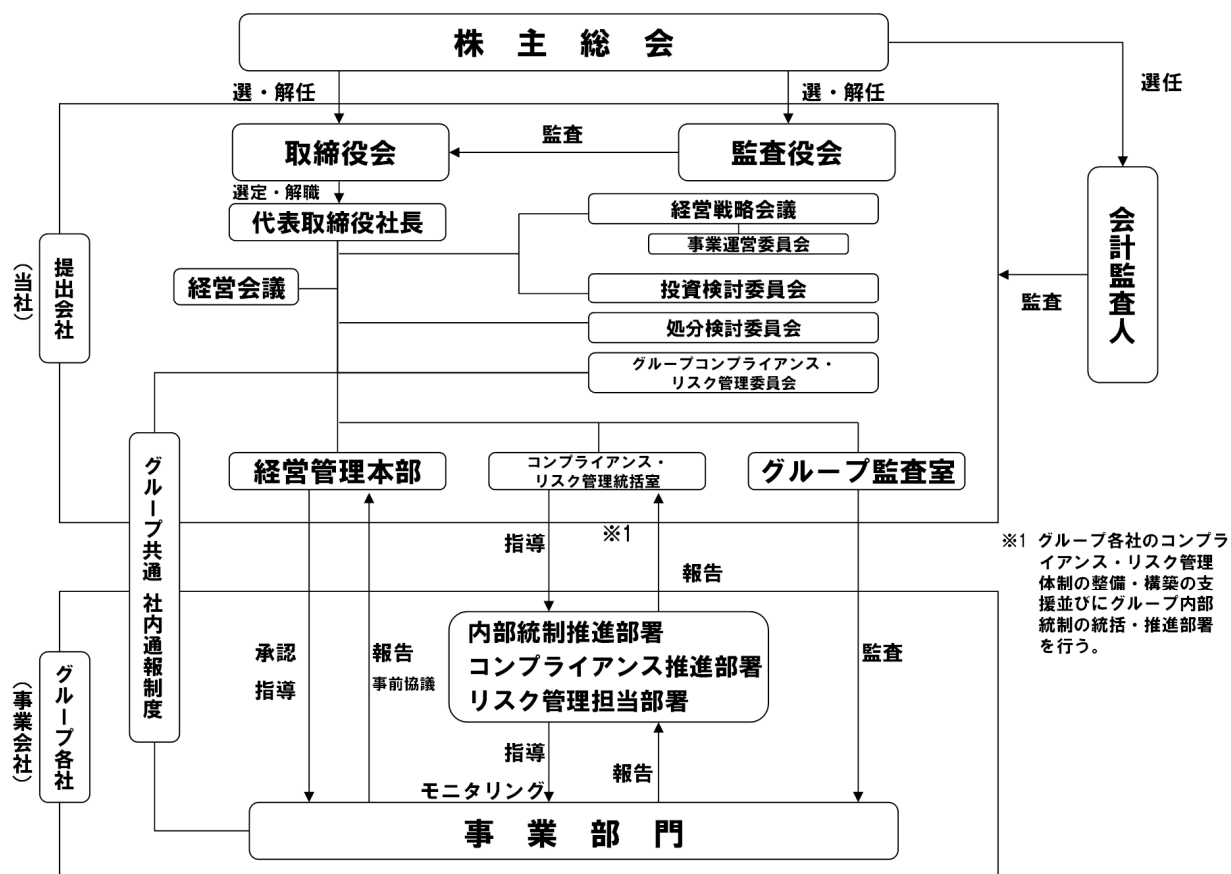 株主総会
選・解任
選・解任
選任
取締役会
監査
監査役会
選定・解職
代表取締役社長
経営戦略会議
事業運営委員会
経営会議
投資検討委員会
処分検討委員会
グループコンプライアンス・
リスク管理委員会
会計監査人
監査
提出会社
(当社)
経営管理本部
コンプライアンス・
リスク管理統括室
グループ監査室
グループ共通 社内通報制度
指導
※1
報告
※1 グループ各社のコンプラ
イアンス・リスク管理
体制の整備・構築の支
援並びにグループ内部
統制の統括・推進部署
を行う。
内部統制推進部署
コンプライアンス推進部署
リスク管理担当部署
承認
指導
報告
事前協議
監査
グループ各社
(事業会社)
指導
モニタリング
報告
事業部門